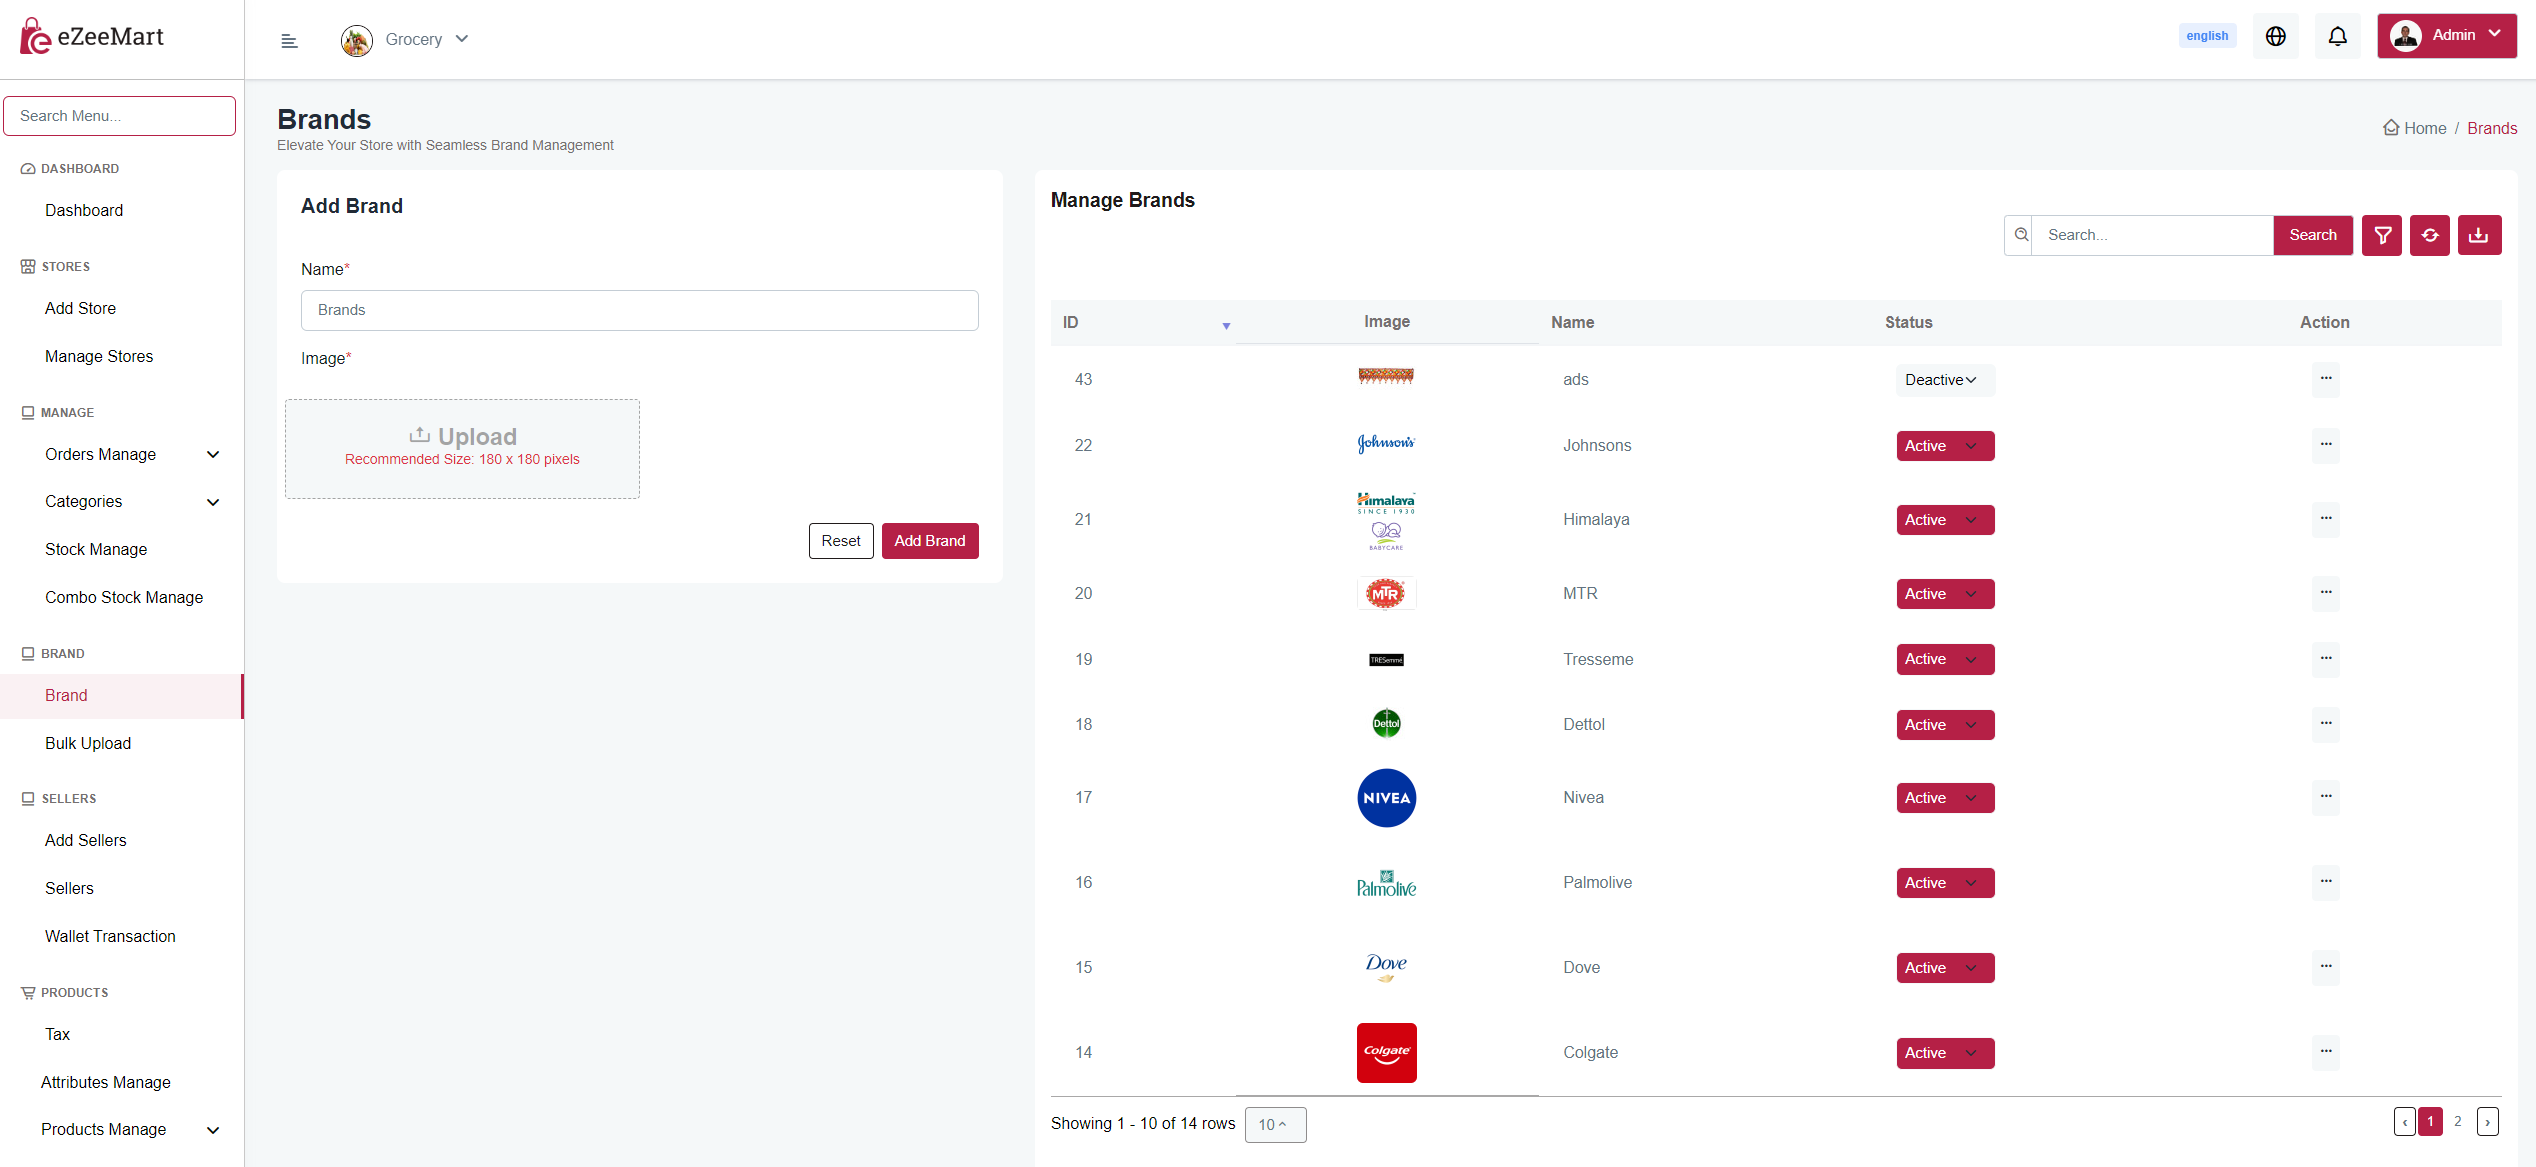 eZeeMart
Grocery
english
Admin
Search Menu...
DASHBOARD
Dashboard
STORES
Add Store
Manage Stores
MANAGE
Orders Manage
Categories
Stock Manage
Combo Stock Manage
BRAND
Brand
Bulk Upload
SELLERS
Add Sellers
Sellers
Wallet Transaction
PRODUCTS
Tax
Attributes Manage
Products Manage
Brands
Elevate Your Store with Seamless Brand Management
Home / Brands
Add Brand
Name*
Brands
Image*
Upload
Recommended Size: 180 x 180 pixels
Reset
Add Brand
Manage Brands
Search...
Search
ID Image Name Status Action
43 ads Deactive ...
22 Johnson's Johnsons Active ...
21 Himalaya SINCE 1930 BABYCARE Himalaya Active ...
20 MTR MTR Active ...
19 TRESemmé Tresseme Active ...
18 Dettol Dettol Active ...
17 NIVEA Nivea Active ...
16 Palmolive Palmolive Active ...
15 Dove Dove Active ...
14 Colgate Colgate Active ...
Showing 1 - 10 of 14 rows 10
‹ 1 2 ›